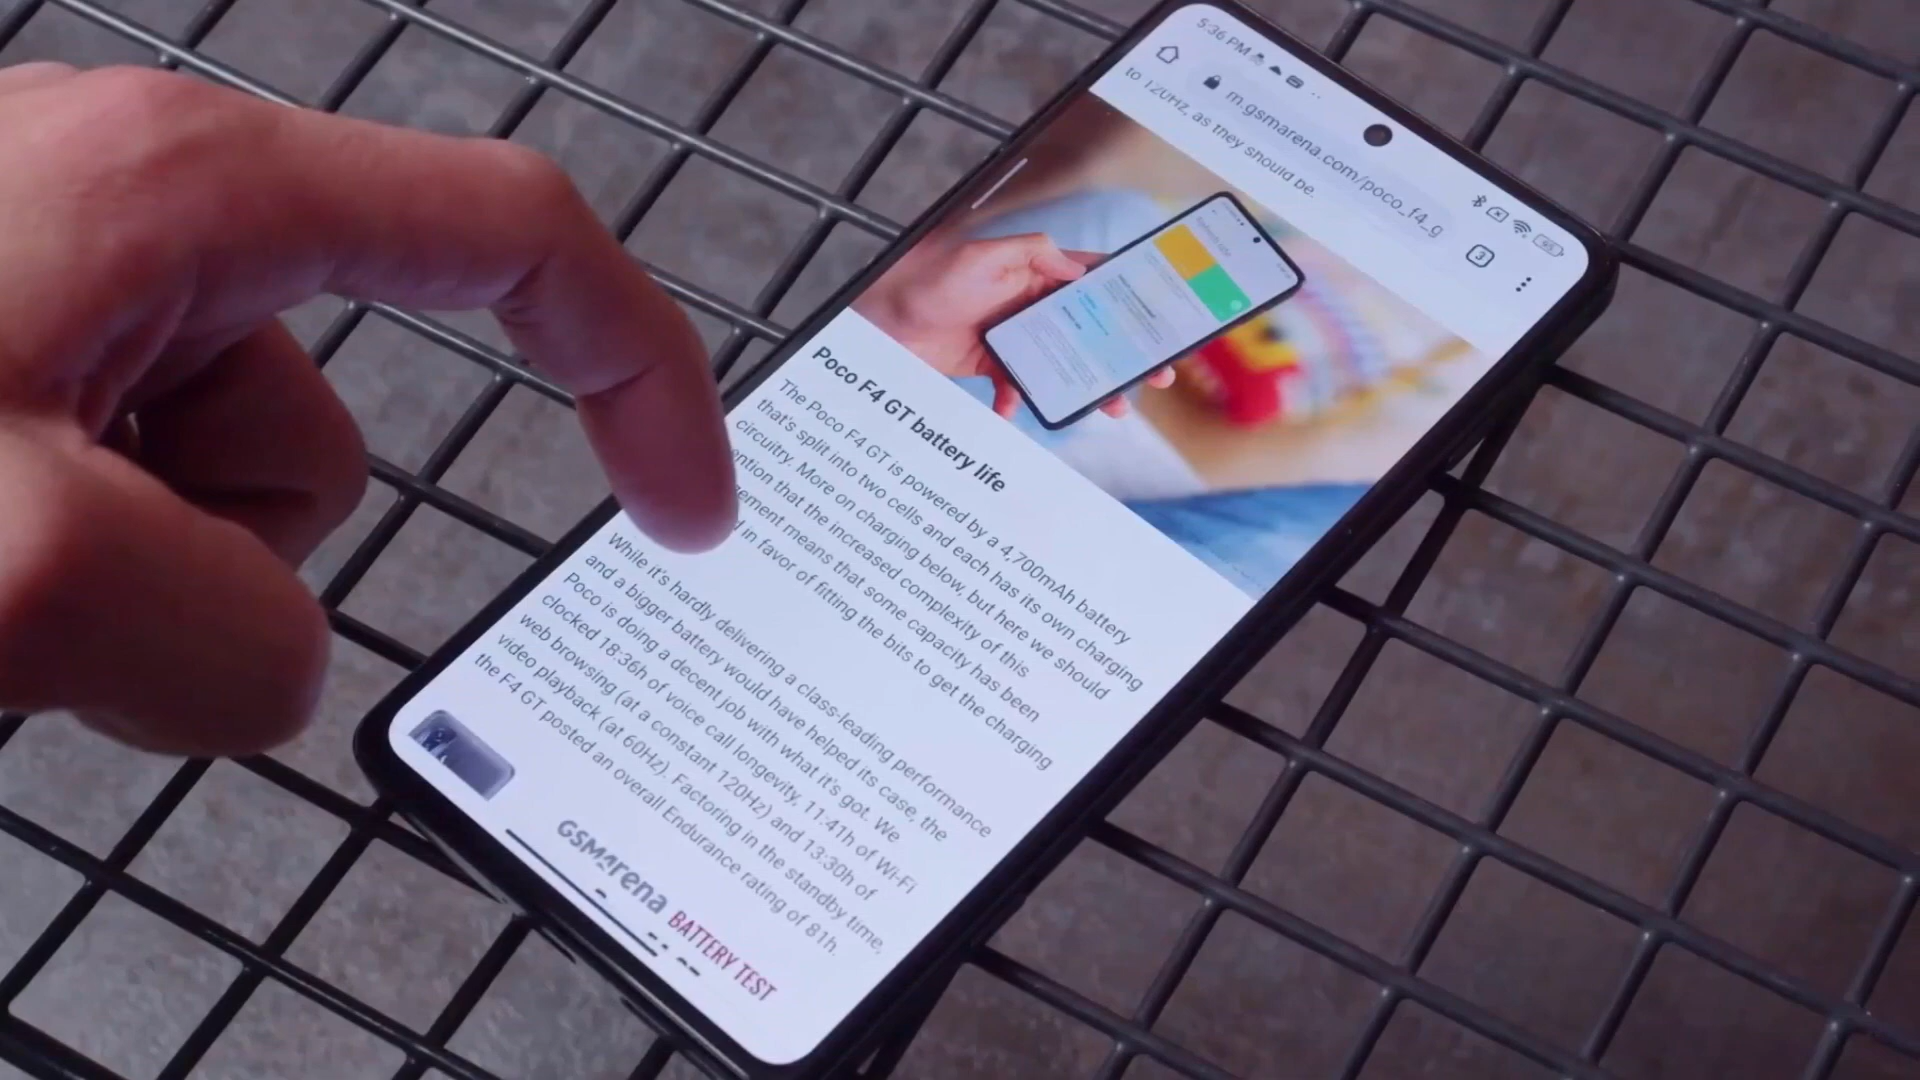 5:36 PM
95
m.gsmarena.com/poco_f4_g
3
to 120Hz, as they should be.
Poco F4 GT battery life
The Poco F4 GT is powered by a 4,700mAh battery
that's split into two cells and each has its own charging
circuitry. More on charging below, but here we should
ention that the increased complexity of this
gement means that some capacity has been
d in favor of fitting the bits to get the charging
While it's hardly delivering a class-leading performance
and a bigger battery would have helped its case, the
Poco is doing a decent job with what it's got. We
clocked 18:36h of voice call longevity, 11:41h of Wi-Fi
web browsing (at a constant 120Hz) and 13:30h of
video playback (at 60Hz). Factoring in the standby time,
the F4 GT posted an overall Endurance rating of 81h.
GSMarena BATTERY TEST